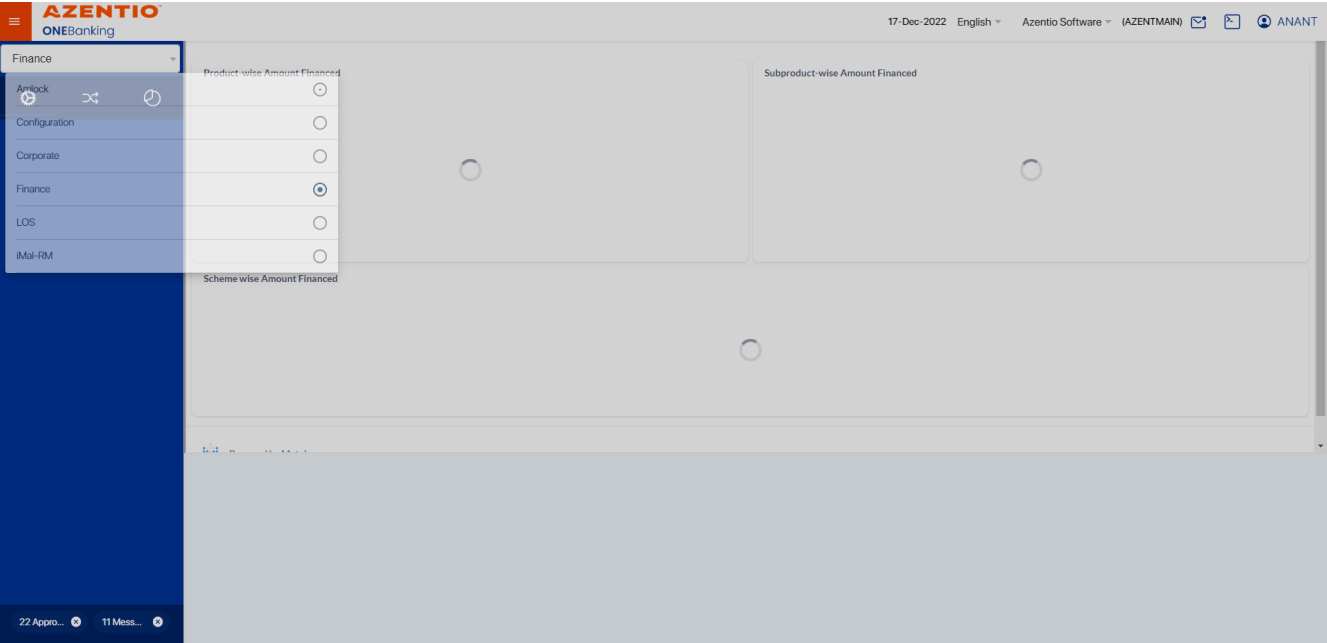 AZENTIO
ONEBanking
17-Dec-2022 English Azentio Software (AZENTMAIN) ANANT
Finance
Product-wise Amount Financed
Subproduct-wise Amount Financed
Amlock
Configuration
Corporate
Finance
LOS
iMal-RM
Scheme wise Amount Financed
22 Appro...
11 Mess...